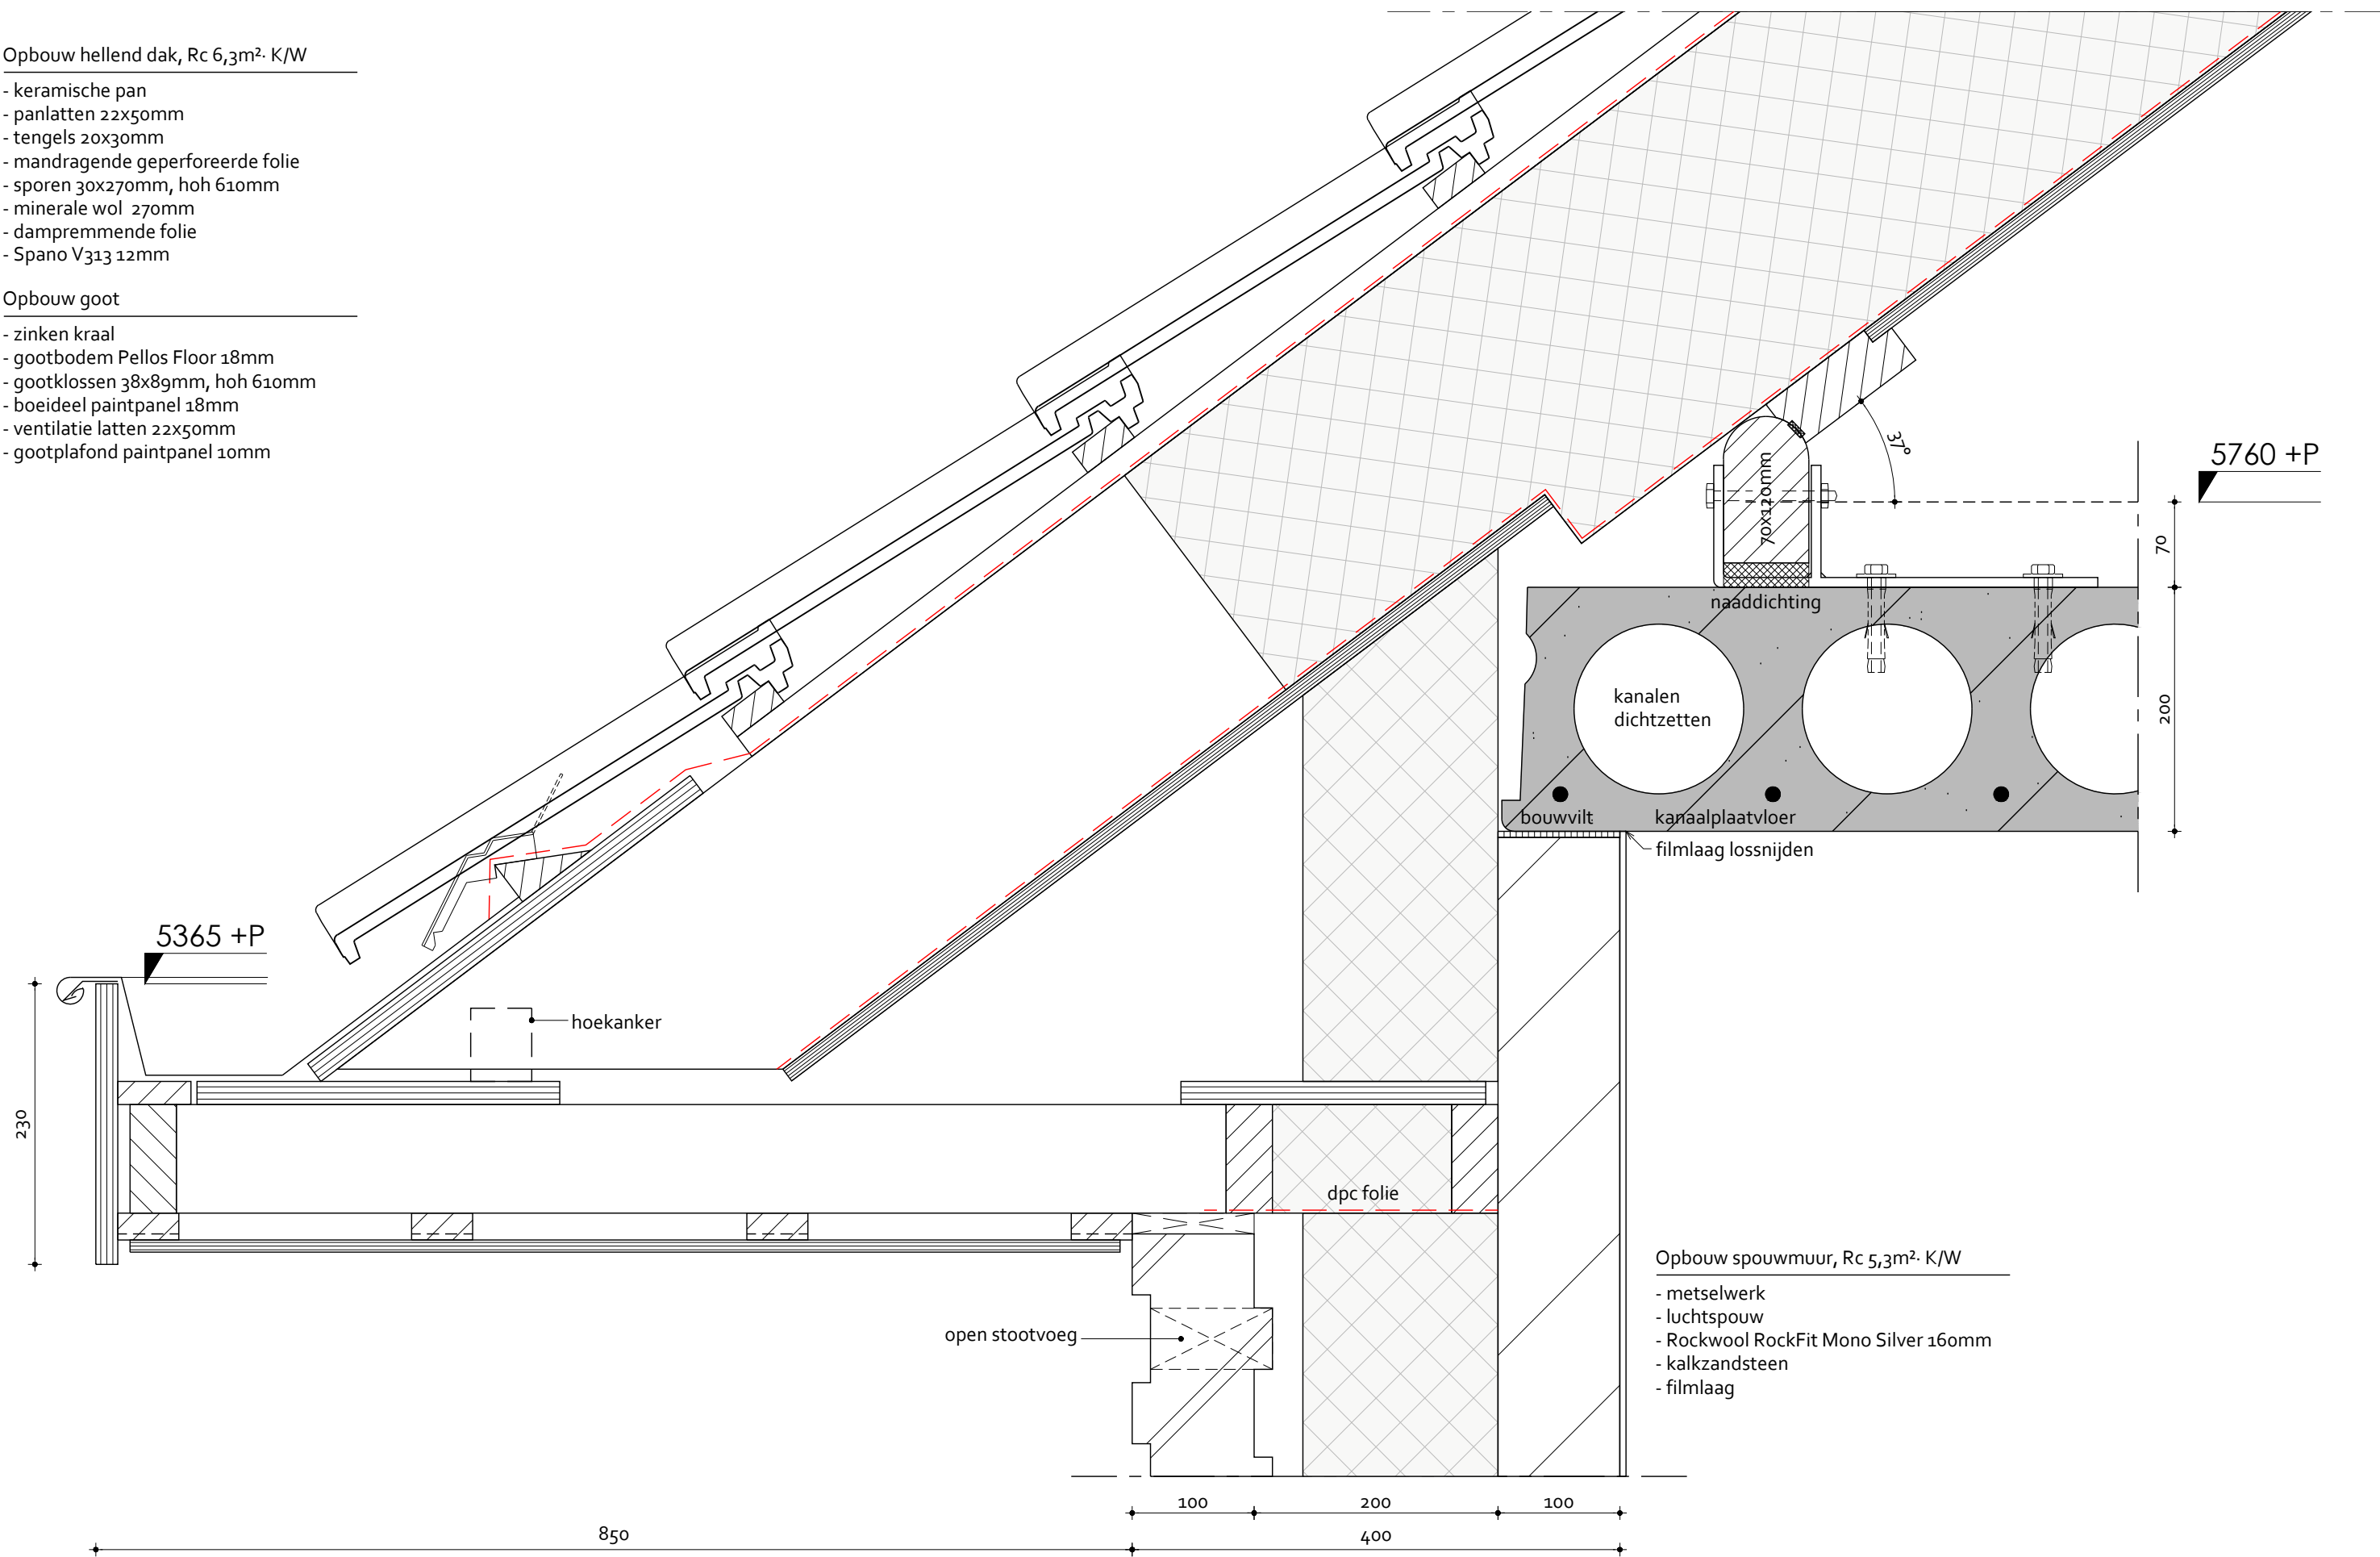 Opbouw hellend dak, Rc 6,3m²· K/W
- keramische pan
- panlatten 22x50mm
- tengels 20x30mm
- mandragende geperforeerde folie
- sporen 30x270mm, hoh 610mm
- minerale wol 270mm
- dampremmende folie
- Spano V313 12mm
Opbouw goot
- zinken kraal
- gootbodem Pellos Floor 18mm
- gootklossen 38x89mm, hoh 610mm
- boeideel paintpanel 18mm
- ventilatie latten 22x50mm
- gootplafond paintpanel 10mm
37°
5760 +P
70x120mm
70
naaddichting
kanalen
dichtzetten
200
bouwvilt
kanaalplaatvloer
filmlaag lossnijden
5365 +P
hoekanker
230
dpc folie
open stootvoeg
Opbouw spouwmuur, Rc 5,3m²· K/W
- metselwerk
- luchtspouw
- Rockwool RockFit Mono Silver 160mm
- kalkzandsteen
- filmlaag
100
200
100
850
400